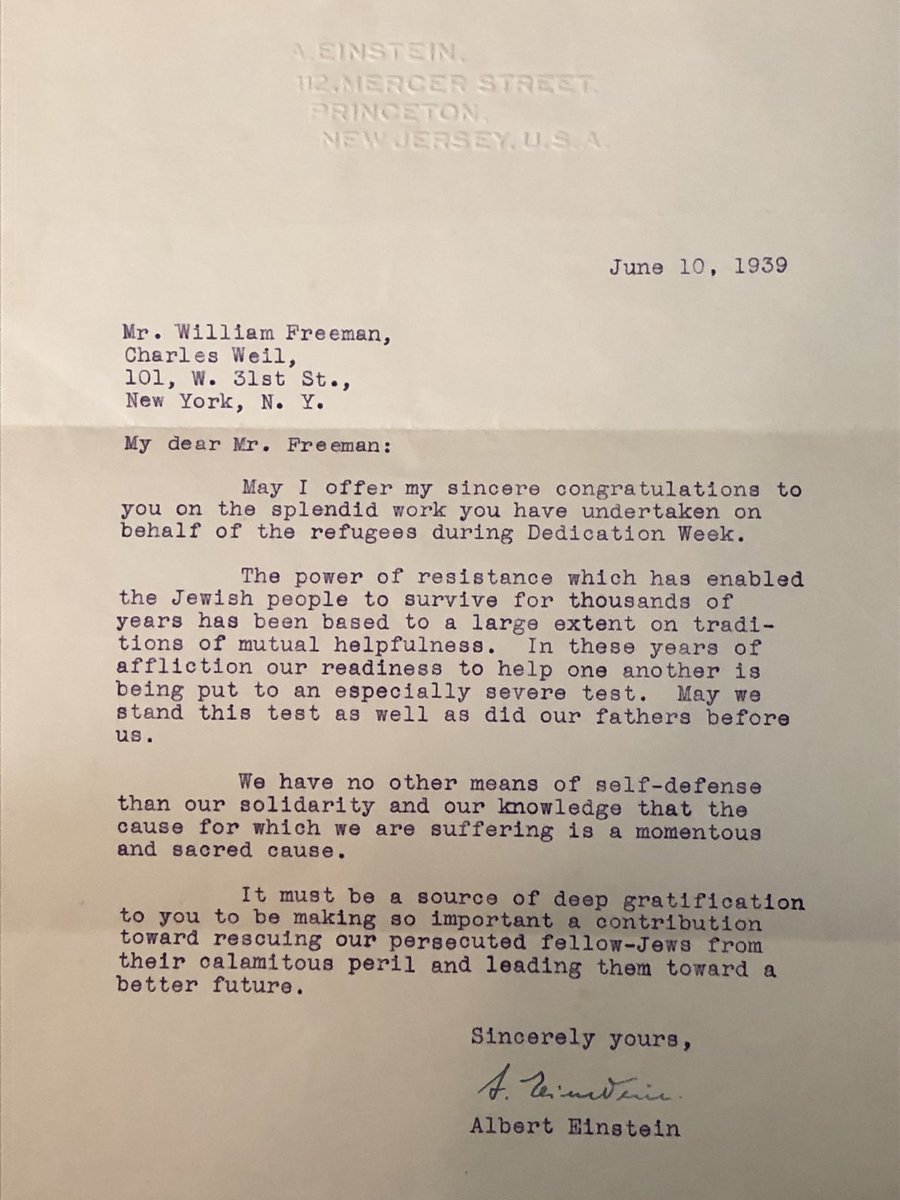 A. EINSTEIN.
112, MERCER STREET.
PRINCETON,
NEW JERSEY, U.S.A.
June 10, 1939
Mr. William Freeman,
Charles Weil,
101, W. 31st St.,
New York, N. Y.
My dear Mr. Freeman:
May I offer my sincere congratulations to
you on the splendid work you have undertaken on
behalf of the refugees during Dedication Week.
The power of resistance which has enabled
the Jewish people to survive for thousands of
years has been based to a large extent on tradi-
tions of mutual helpfulness. In these years of
affliction our readiness to help one another is
being put to an especially severe test. May we
stand this test as well as did our fathers before
us.
We have no other means of self-defense
than our solidarity and our knowledge that the
cause for which we are suffering is a momentous
and sacred cause.
It must be a source of deep gratification
to you to be making so important a contribution
toward rescuing our persecuted fellow-Jews from
their calamitous peril and leading them toward a
better future.
Sincerely yours,
A. Einstein.
Albert Einstein